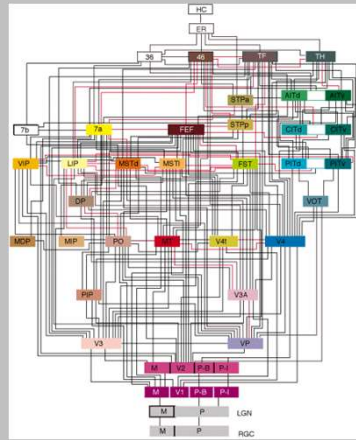 HC
ER
36 46 TF TH
STPa AITd AITv
7b 7a FEF STPp CITd CITv
VIP LIP MSTd MSTl FST PITd PITv
DP VOT
MDP MIP PO MT V4t V4
PIP V3A
V3 VP
M V2 P-B P-I
M V1 P-B P-I
M P LGN
M P RGC